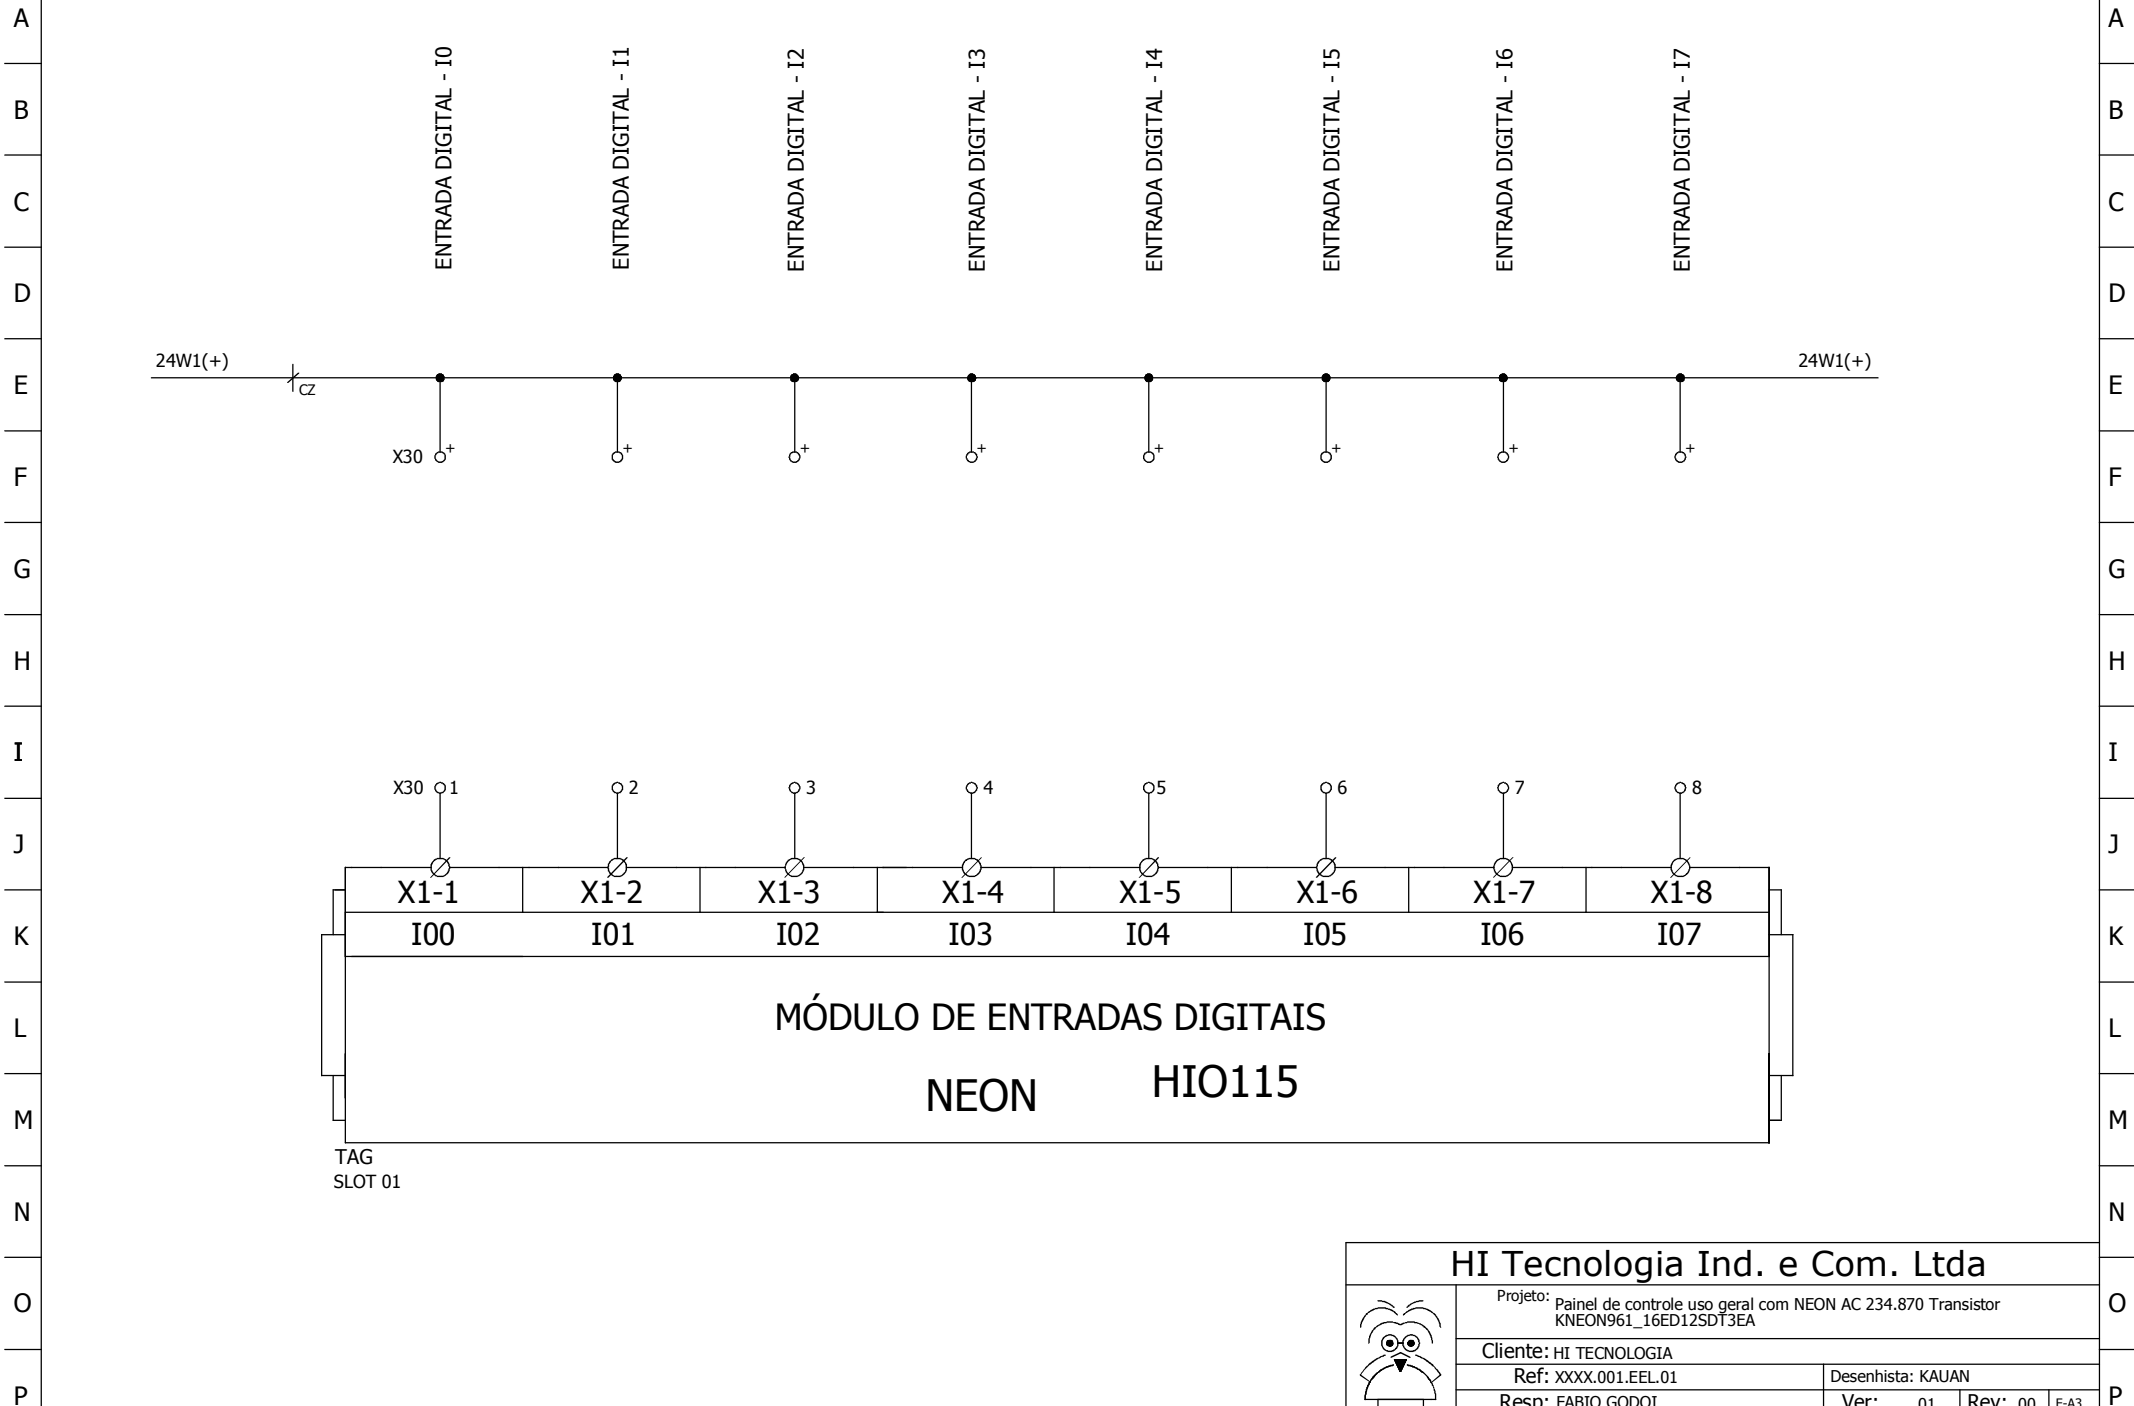 A A
ENTRADA DIGITAL - I0
ENTRADA DIGITAL - I1
ENTRADA DIGITAL - I2
ENTRADA DIGITAL - I3
ENTRADA DIGITAL - I4
ENTRADA DIGITAL - I5
ENTRADA DIGITAL - I6
ENTRADA DIGITAL - I7
B B
C C
D D
24W1(+) 24W1(+)
E CZ E
X30 + + + + + + + +
F F
G G
H H
I I
X30 1 2 3 4 5 6 7 8
J J
X1-1 X1-2 X1-3 X1-4 X1-5 X1-6 X1-7 X1-8
K I00 I01 I02 I03 I04 I05 I06 I07 K
L MÓDULO DE ENTRADAS DIGITAIS L
NEON HIO115
M M
TAG
SLOT 01
N N
HI Tecnologia Ind. e Com. Ltda
O O
Projeto: Painel de controle uso geral com NEON AC 234.870 Transistor
KNEON961_16ED12SDT3EA
Cliente: HI TECNOLOGIA
Ref: XXXX.001.EEL.01 Desenhista: KAUAN
P P
Resp: FABIO GODOI Ver: 01 Rev: 00 F-A3